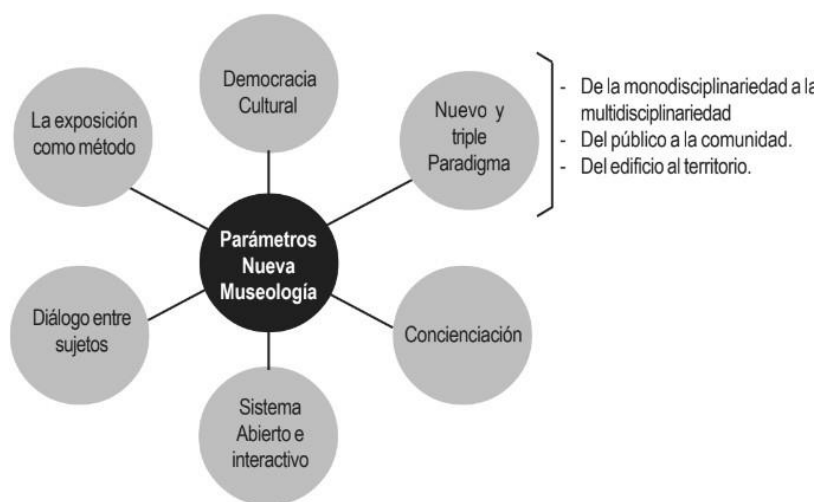 Democracia
Cultural
Nuevo y
triple
Paradigma
- De la monodisciplinariedad a la
multidisciplinariedad
- Del público a la comunidad.
- Del edificio al territorio.
La exposición
como método
Parámetros
Nueva
Museología
Diálogo entre
sujetos
Concienciación
Sistema
Abierto e
interactivo